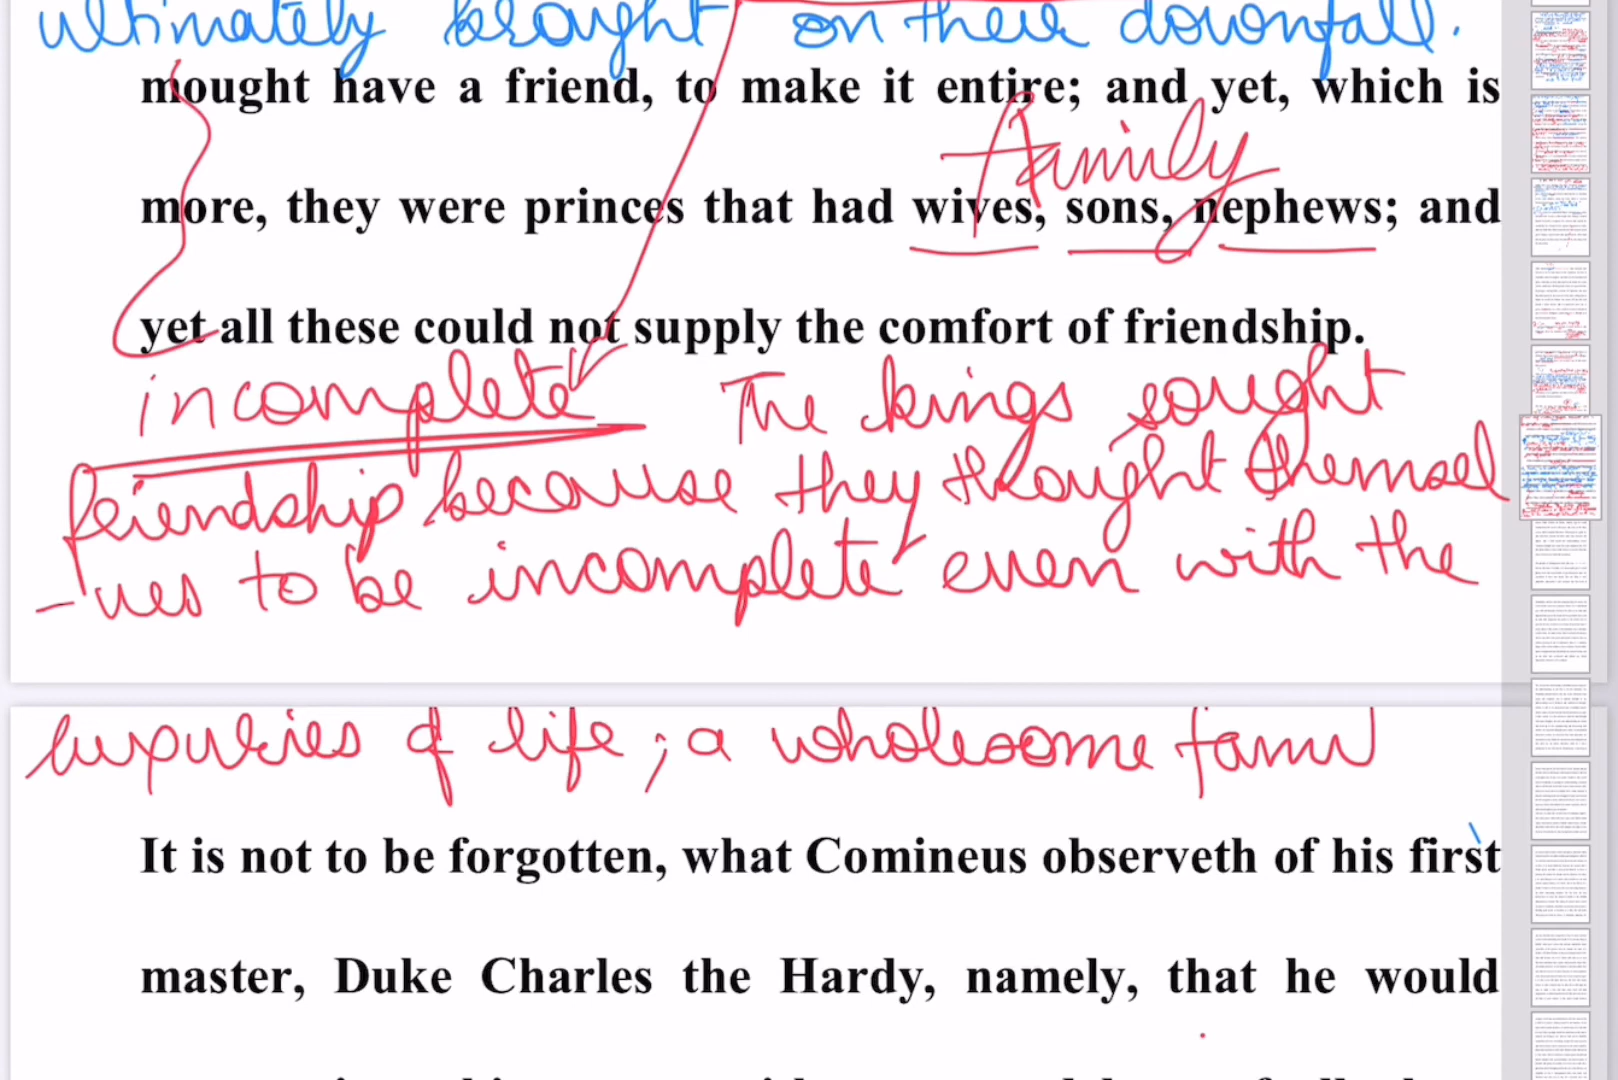 ultimately brought on their downfall.
mought have a friend, to make it entire; and yet, which is
family
more, they were princes that had wives, sons, nephews; and
yet all these could not supply the comfort of friendship.
incomplete The kings sought
friendship because they thought themsel
-ves to be incomplete even with the
luxuries of life; a wholesome fami
It is not to be forgotten, what Comineus observeth of his first
master, Duke Charles the Hardy, namely, that he would